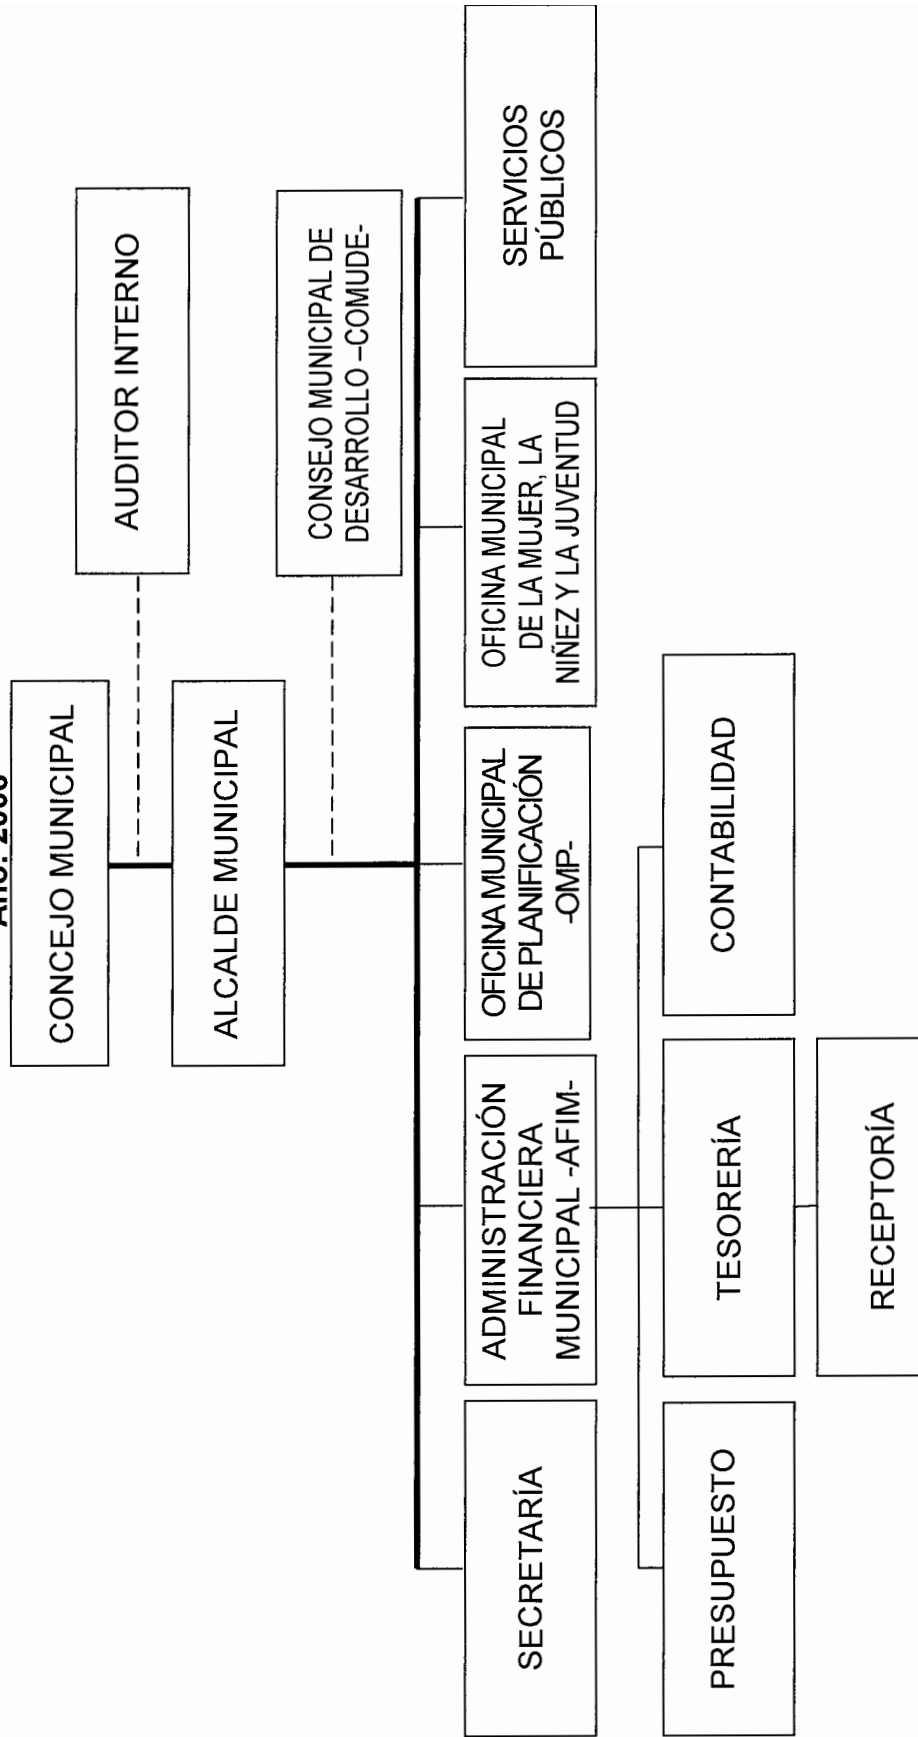 CONCEJO MUNICIPAL
AUDITOR INTERNO
ALCALDE MUNICIPAL
CONSEJO MUNICIPAL DE
DESARROLLO –COMUDE-
SECRETARÍA
ADMINISTRACIÓN
FINANCIERA
MUNICIPAL -AFIM-
OFICINA MUNICIPAL
DE PLANIFICACIÓN
-OMP-
OFICINA MUNICIPAL
DE LA MUJER, LA
NIÑEZ Y LA JUVENTUD
SERVICIOS
PÚBLICOS
PRESUPUESTO
TESORERÍA
CONTABILIDAD
RECEPTORÍA